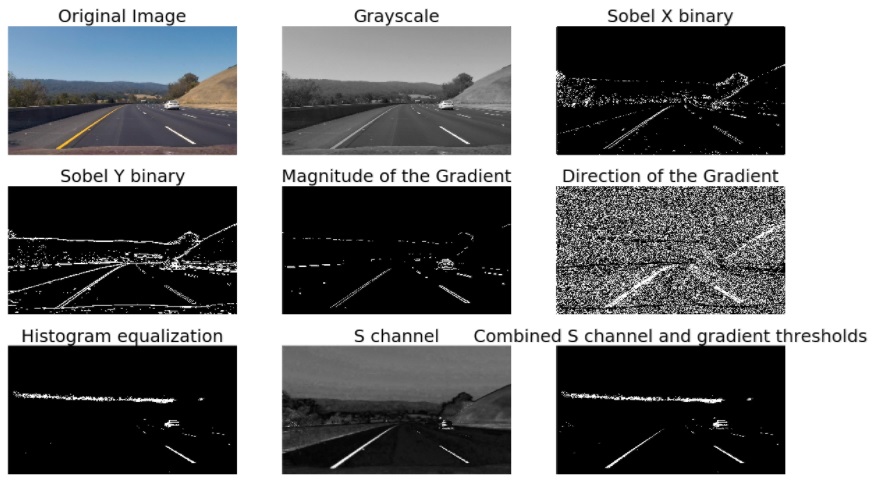 Original Image
Grayscale
Sobel X binary
Sobel Y binary
Magnitude of the Gradient
Direction of the Gradient
Histogram equalization
S channel
Combined S channel and gradient thresholds